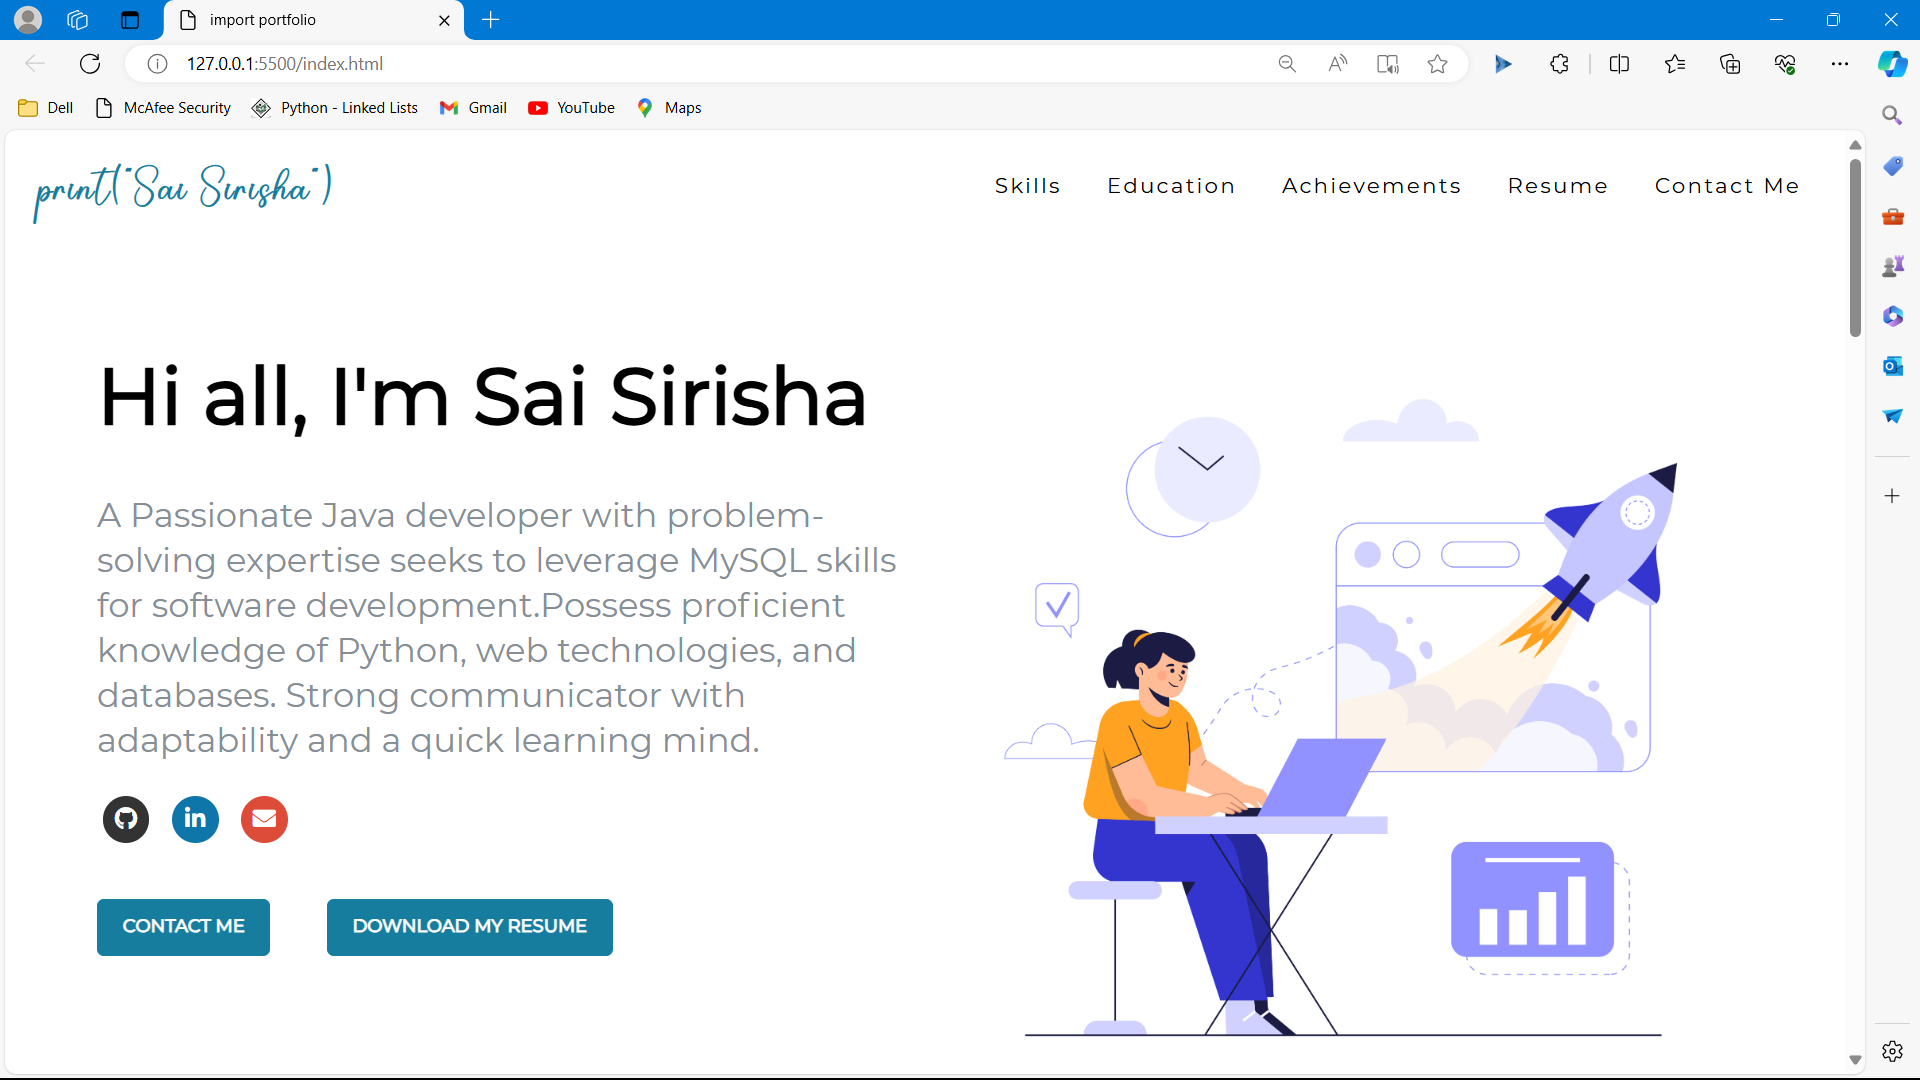 import portfolio
127.0.0.1:5500/index.html
Dell McAfee Security Python - Linked Lists Gmail YouTube Maps
print("Sai Sirisha") Skills Education Achievements Resume Contact Me
Hi all, I'm Sai Sirisha
A Passionate Java developer with problem-
solving expertise seeks to leverage MySQL skills
for software development.Possess proficient
knowledge of Python, web technologies, and
databases. Strong communicator with
adaptability and a quick learning mind.
in
CONTACT ME DOWNLOAD MY RESUME